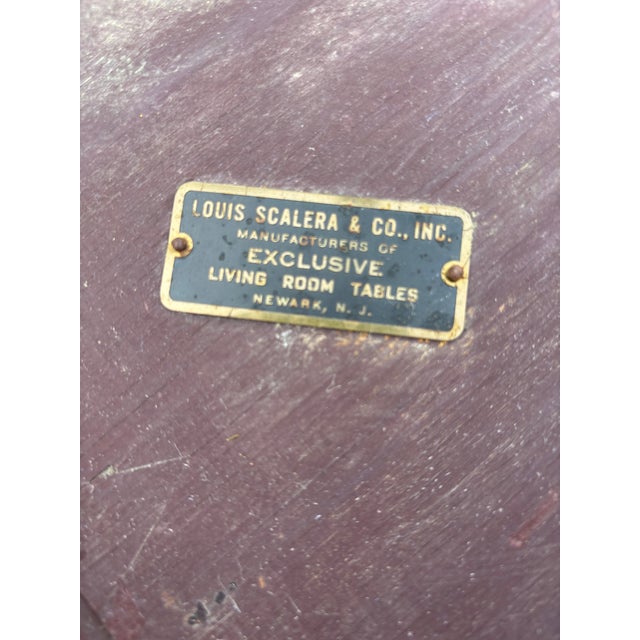 LOUIS SCALERA & CO., INC.
MANUFACTURERS OF
EXCLUSIVE
LIVING ROOM TABLES
NEWARK, N. J.